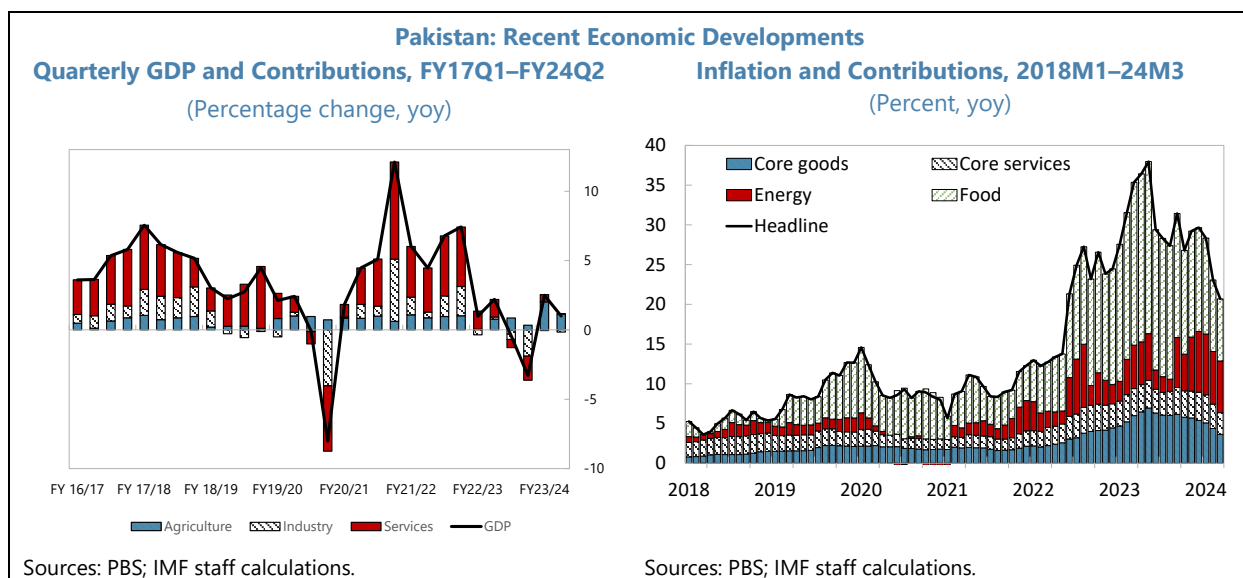 Pakistan: Recent Economic Developments
Quarterly GDP and Contributions, FY17Q1–FY24Q2
(Percentage change, yoy)
10
5
0
-5
-10
FY 16/17 FY 17/18 FY 18/19 FY19/20 FY20/21 FY21/22 FY22/23 FY23/24
Agriculture Industry Services GDP
Sources: PBS; IMF staff calculations.
Inflation and Contributions, 2018M1–24M3
(Percent, yoy)
40
35
30
25
20
15
10
5
0
Core goods Core services
Energy Food
Headline
2018 2019 2020 2021 2022 2023 2024
Sources: PBS; IMF staff calculations.